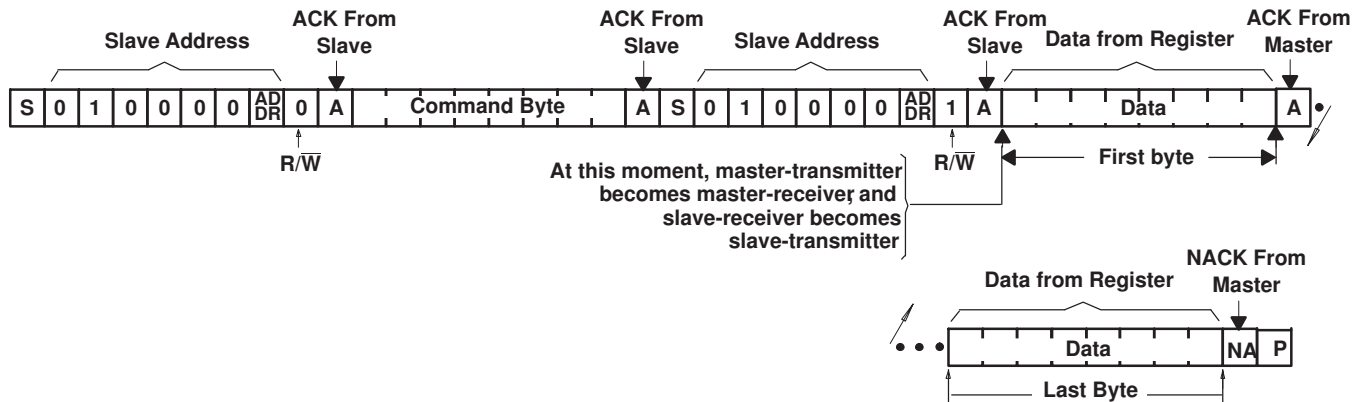 ACK From
Slave
Slave Address
ACK From
Slave
Slave Address
ACK From
Slave
Data from Register
ACK From
Master
S 0 1 0 0 0 0 AD DR 0 A Command Byte A S 0 1 0 0 0 0 AD DR 1 A Data A
R/W
R/W
First byte
At this moment, master-transmitter
becomes master-receiver, and
slave-receiver becomes
slave-transmitter
Data from Register
NACK From
Master
Data NA P
Last Byte